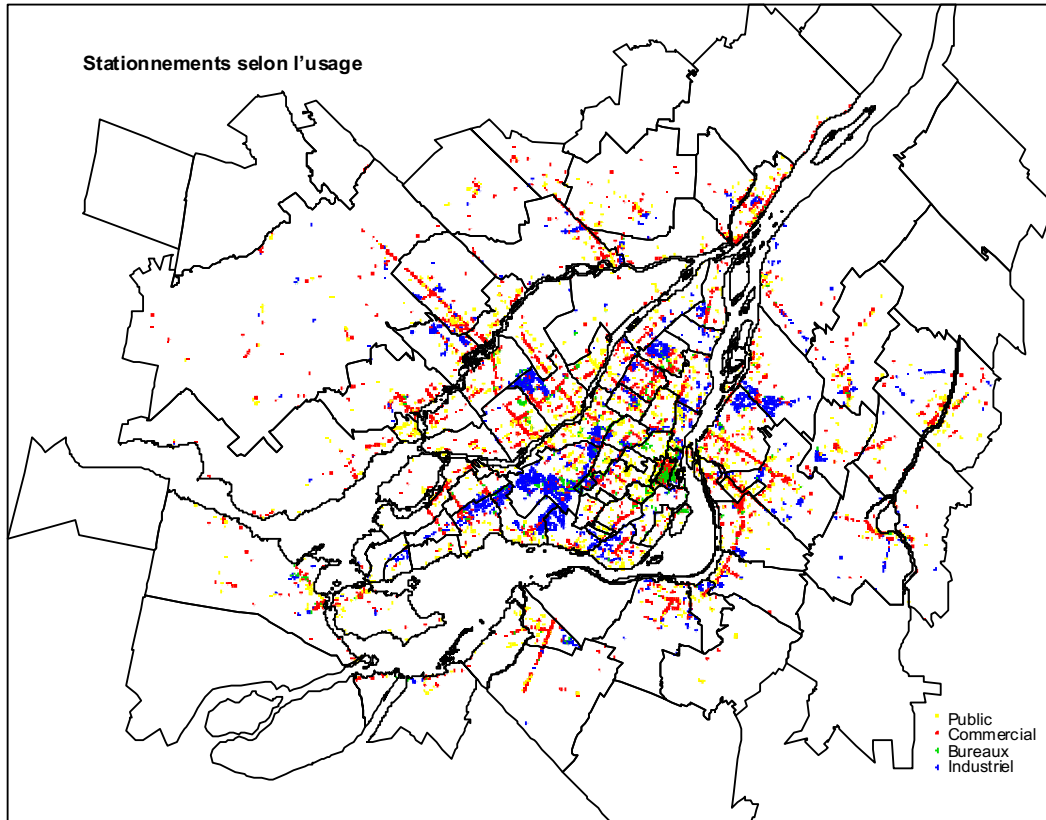 Stationnements selon l'usage
Public
Commercial
Bureaux
Industriel